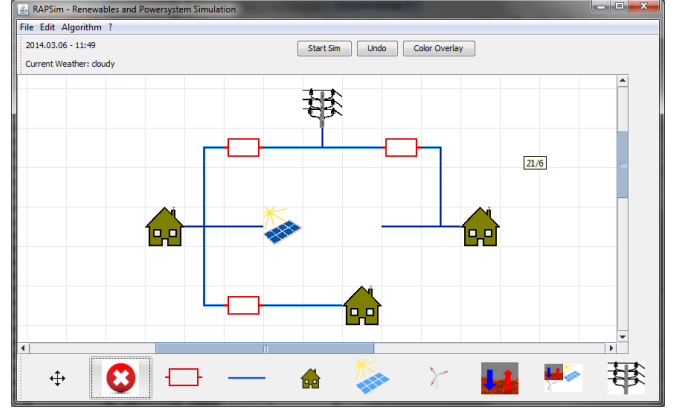 RAPSim - Renewables and Powersystem Simulation
File Edit Algorithm ?
2014.03.06 - 11:49
Start Sim Undo Color Overlay
Current Weather: cloudy
21/6